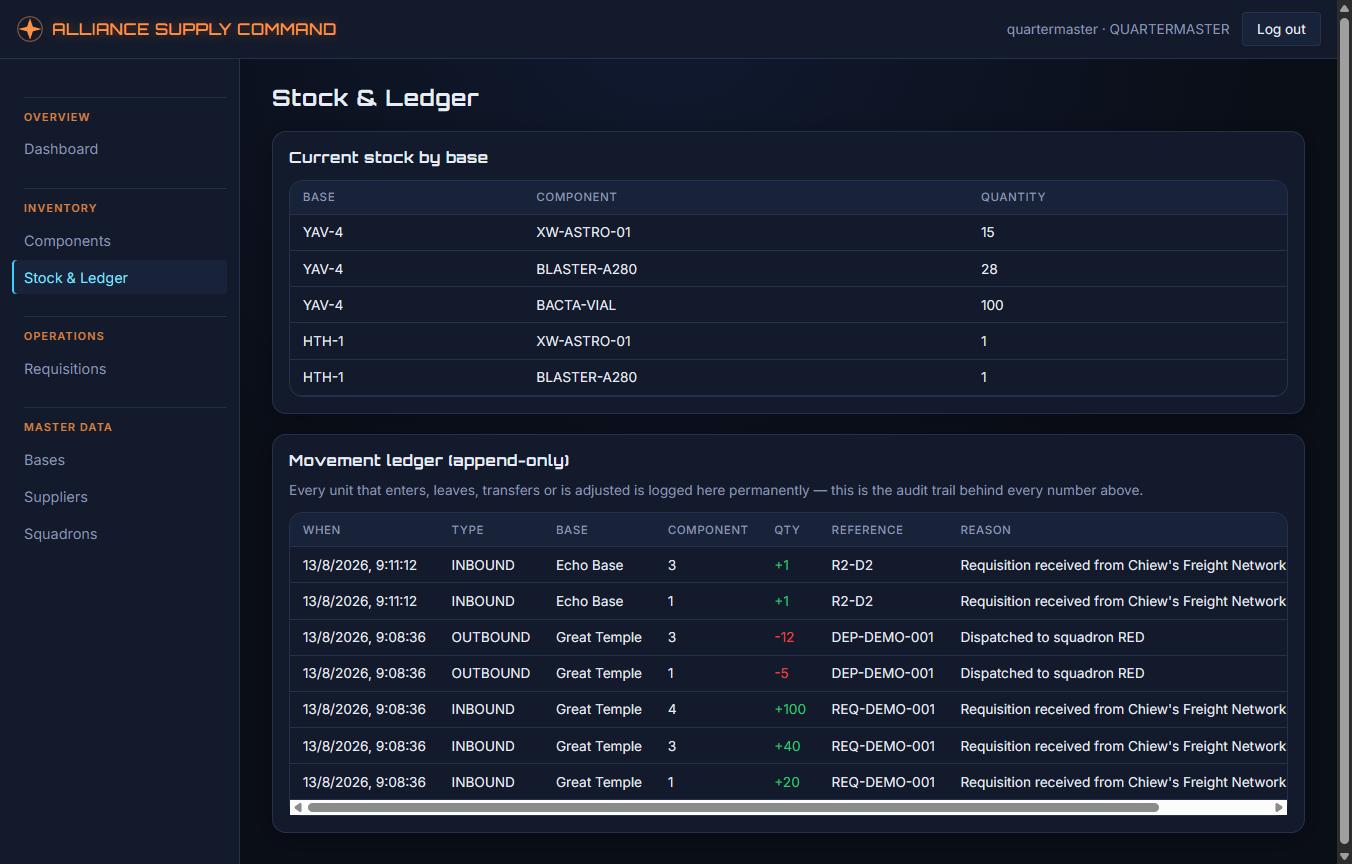 ALLIANCE SUPPLY COMMAND
quartermaster · QUARTERMASTER
Log out
OVERVIEW
Dashboard
INVENTORY
Components
Stock & Ledger
OPERATIONS
Requisitions
MASTER DATA
Bases
Suppliers
Squadrons
Stock & Ledger
Current stock by base
BASE COMPONENT QUANTITY
YAV-4 XW-ASTRO-01 15
YAV-4 BLASTER-A280 28
YAV-4 BACTA-VIAL 100
HTH-1 XW-ASTRO-01 1
HTH-1 BLASTER-A280 1
Movement ledger (append-only)
Every unit that enters, leaves, transfers or is adjusted is logged here permanently — this is the audit trail behind every number above.
WHEN TYPE BASE COMPONENT QTY REFERENCE REASON
13/8/2026, 9:11:12 INBOUND Echo Base 3 +1 R2-D2 Requisition received from Chiew's Freight Network
13/8/2026, 9:11:12 INBOUND Echo Base 1 +1 R2-D2 Requisition received from Chiew's Freight Network
13/8/2026, 9:08:36 OUTBOUND Great Temple 3 -12 DEP-DEMO-001 Dispatched to squadron RED
13/8/2026, 9:08:36 OUTBOUND Great Temple 1 -5 DEP-DEMO-001 Dispatched to squadron RED
13/8/2026, 9:08:36 INBOUND Great Temple 4 +100 REQ-DEMO-001 Requisition received from Chiew's Freight Network
13/8/2026, 9:08:36 INBOUND Great Temple 3 +40 REQ-DEMO-001 Requisition received from Chiew's Freight Network
13/8/2026, 9:08:36 INBOUND Great Temple 1 +20 REQ-DEMO-001 Requisition received from Chiew's Freight Network